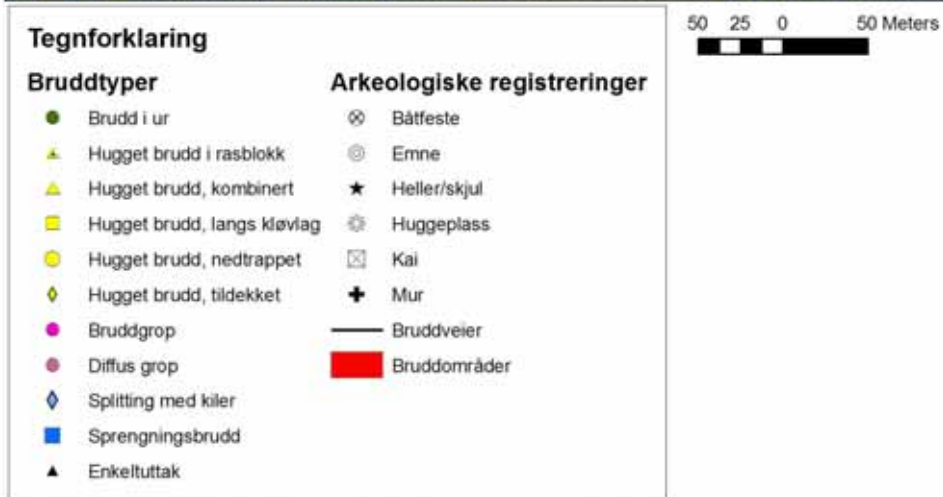 Tegnforklaring
Bruddtyper
Brudd i ur
Hugget brudd i rasblokk
Hugget brudd, kombinert
Hugget brudd, langs kløvlag
Hugget brudd, nedtrappet
Hugget brudd, tildekket
Bruddgrop
Diffus grop
Splitting med kiler
Sprengningsbrudd
Enkeltuttak
Arkeologiske registreringer
Båtfeste
Emne
Heller/skjul
Huggeplass
Kai
Mur
Bruddveier
Bruddområder
50 25 0 50 Meters